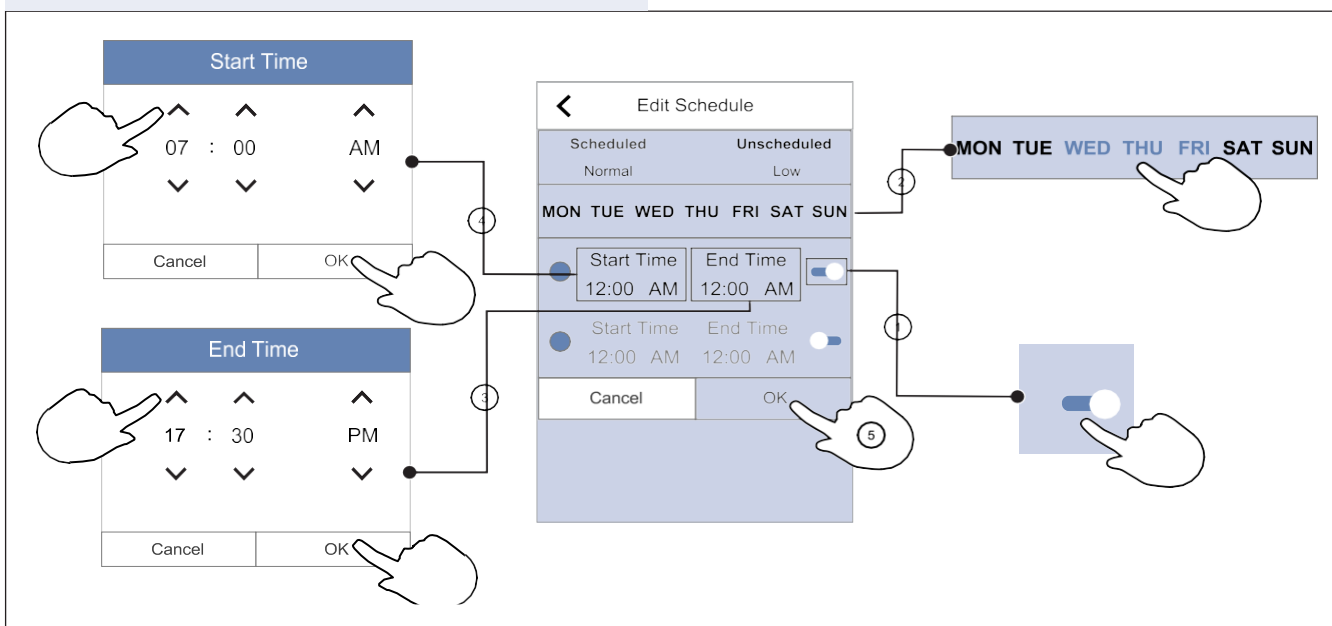 Start Time
07 : 00 AM
Cancel OK
End Time
17 : 30 PM
Cancel OK
Edit Schedule
Scheduled Unscheduled
Normal Low
MON TUE WED THU FRI SAT SUN
Start Time End Time
12:00 AM 12:00 AM
Start Time End Time
12:00 AM 12:00 AM
Cancel OK
4
3
2
1
5
MON TUE WED THU FRI SAT SUN